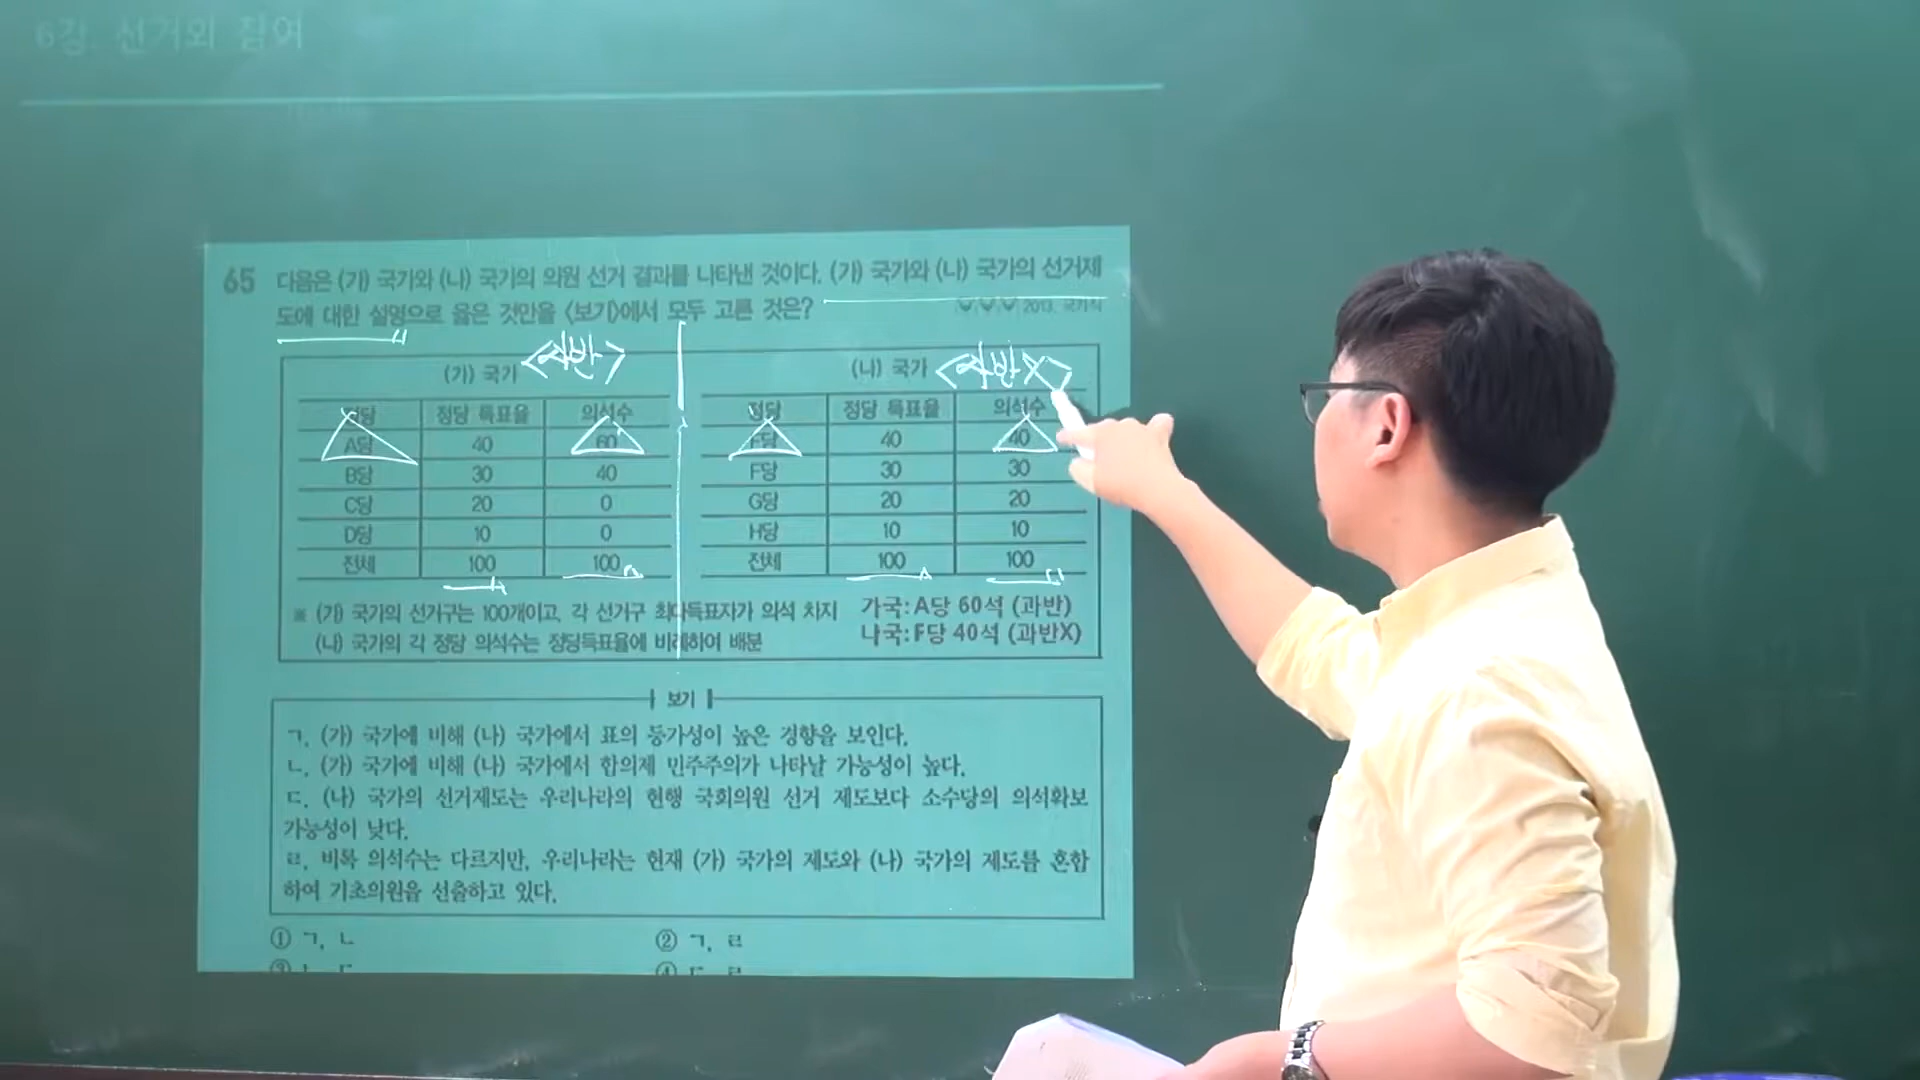 6강. 선거와 참여
65 다음은 (가) 국가와 (나) 국가의 의원 선거 결과를 나타낸 것이다. (가) 국가와 (나) 국가의 선거제
도에 대한 설명으로 옳은 것만을 <보기>에서 모두 고른 것은?
2013. 국가직
(가) 국가 <과반>
정당 정당 득표율 의석수
A당 40 60
B당 30 40
C당 20 0
D당 10 0
전체 100 100
(나) 국가 <과반X>
정당 정당 득표율 의석수
E당 40 40
F당 30 30
G당 20 20
H당 10 10
전체 100 100
※ (가) 국가의 선거구는 100개이고, 각 선거구 최다득표자가 의석 차지
(나) 국가의 각 정당 의석수는 정당득표율에 비례하여 배분
가국: A당 60석 (과반)
나국: F당 40석 (과반X)
보기
ㄱ. (가) 국가에 비해 (나) 국가에서 표의 등가성이 높은 경향을 보인다.
ㄴ. (가) 국가에 비해 (나) 국가에서 합의제 민주주의가 나타날 가능성이 높다.
ㄷ. (나) 국가의 선거제도는 우리나라의 현행 국회의원 선거 제도보다 소수당의 의석확보
가능성이 낮다.
ㄹ. 비록 의석수는 다르지만, 우리나라는 현재 (가) 국가의 제도와 (나) 국가의 제도를 혼합
하여 기초의원을 선출하고 있다.
① ㄱ, ㄴ
② ㄱ, ㄹ
③ ㄴ, ㄷ
④ ㄷ, ㄹ